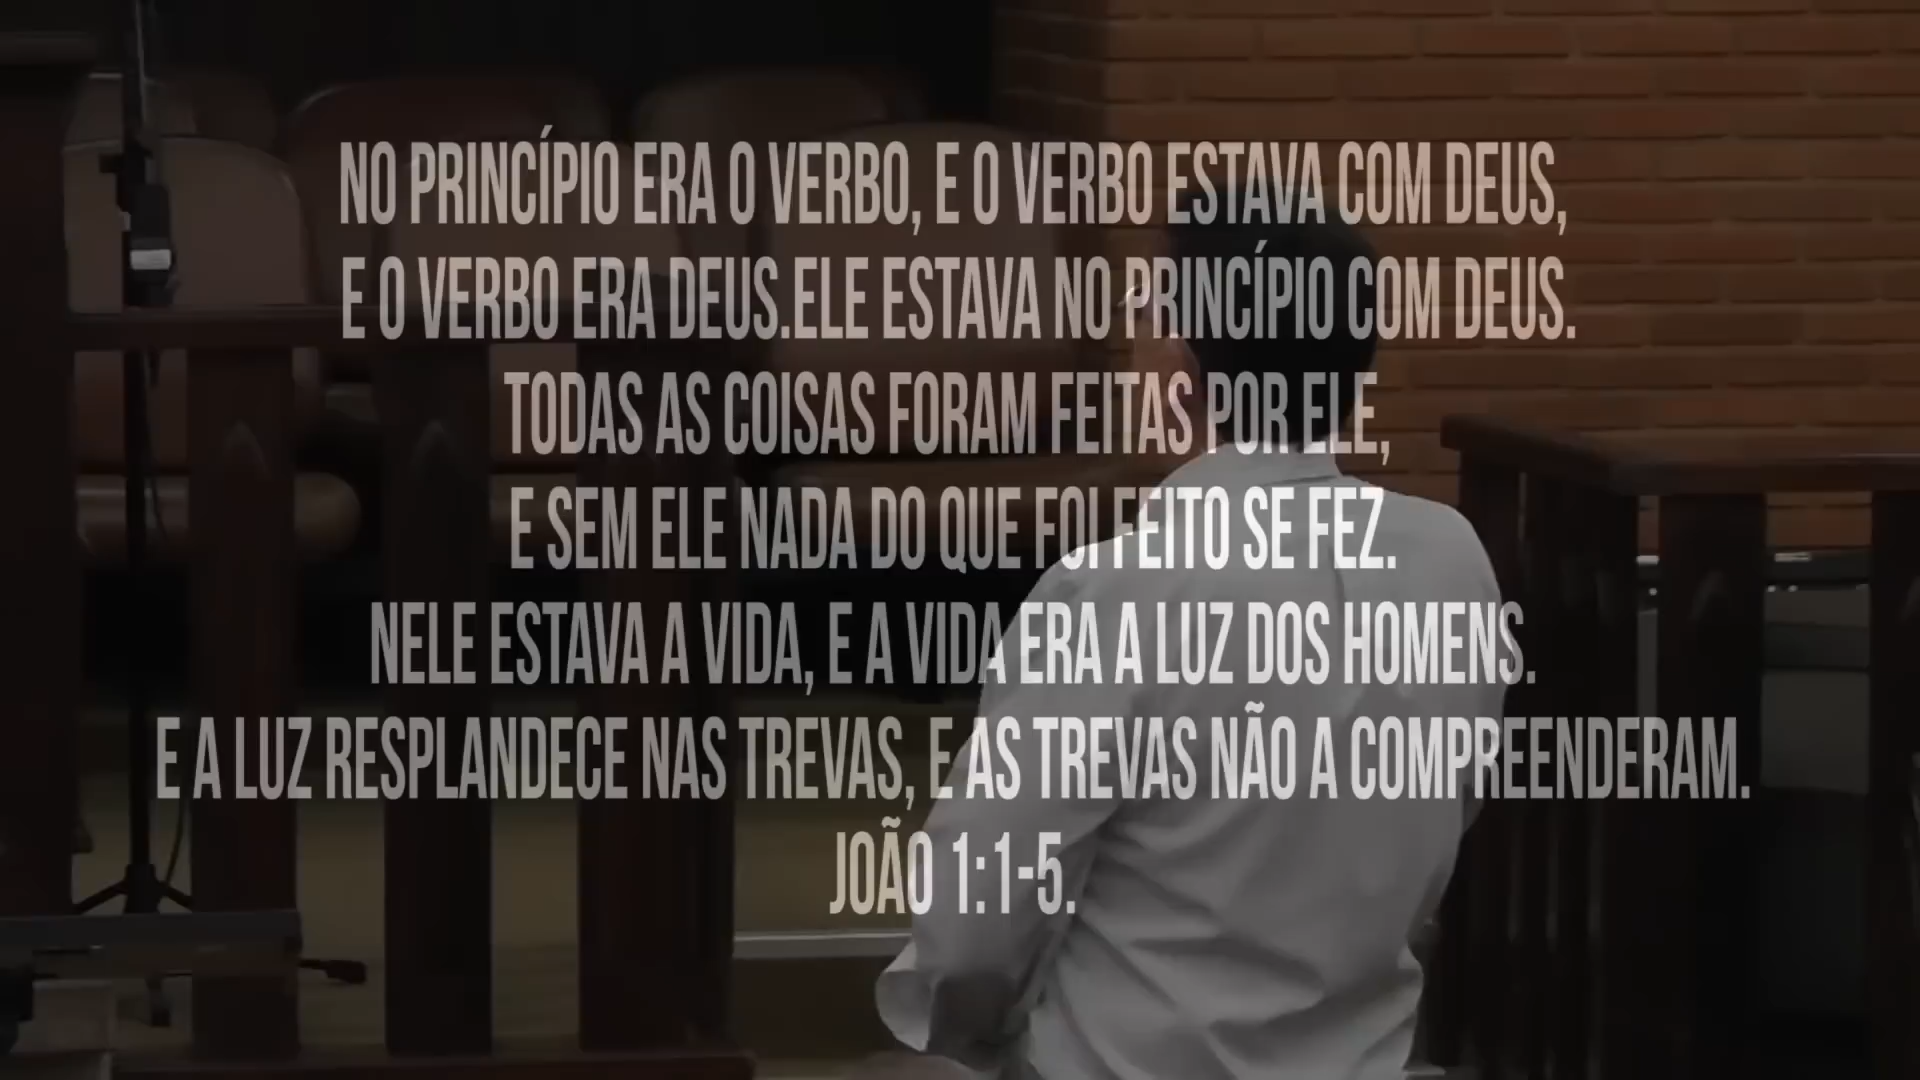 NO PRINCÍPIO ERA O VERBO, E O VERBO ESTAVA COM DEUS,
E O VERBO ERA DEUS.ELE ESTAVA NO PRINCÍPIO COM DEUS.
TODAS AS COISAS FORAM FEITAS POR ELE,
E SEM ELE NADA DO QUE FOI FEITO SE FEZ.
NELE ESTAVA A VIDA, E A VIDA ERA A LUZ DOS HOMENS.
E A LUZ RESPLANDECE NAS TREVAS, E AS TREVAS NÃO A COMPREENDERAM.
JOÃO 1:1-5.